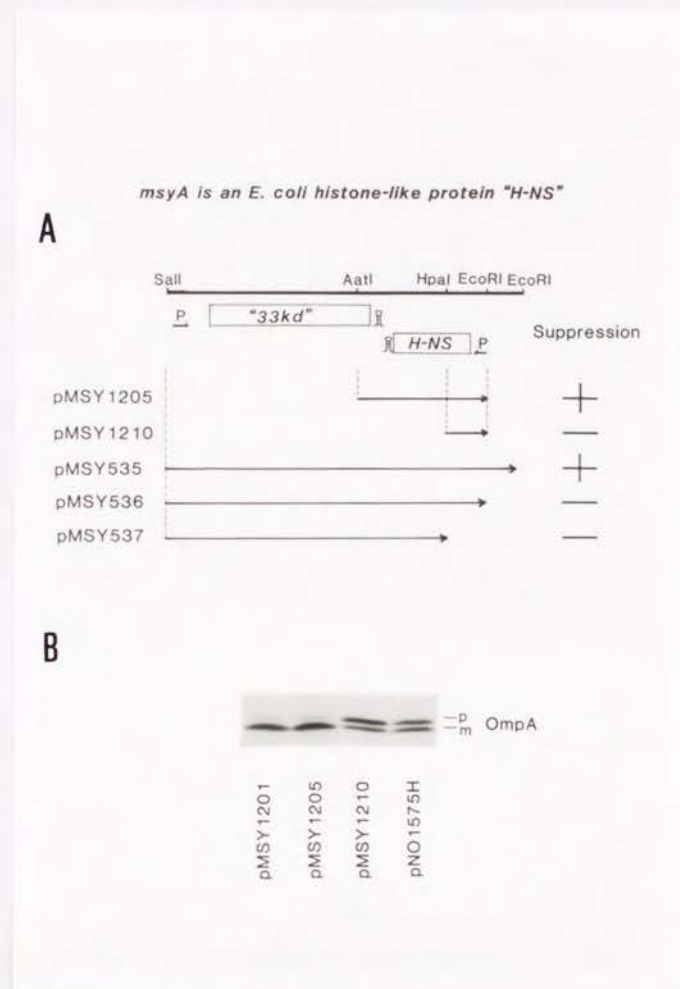 msyA is an E. coli histone-like protein "H-NS"
A
SalI AatI HpaI EcoRI EcoRI
P "33kd"
H-NS P
Suppression
pMSY1205 +
pMSY1210 —
pMSY535 +
pMSY536 —
pMSY537 —
B
p
m OmpA
pMSY1201
pMSY1205
pMSY1210
pNO1575H